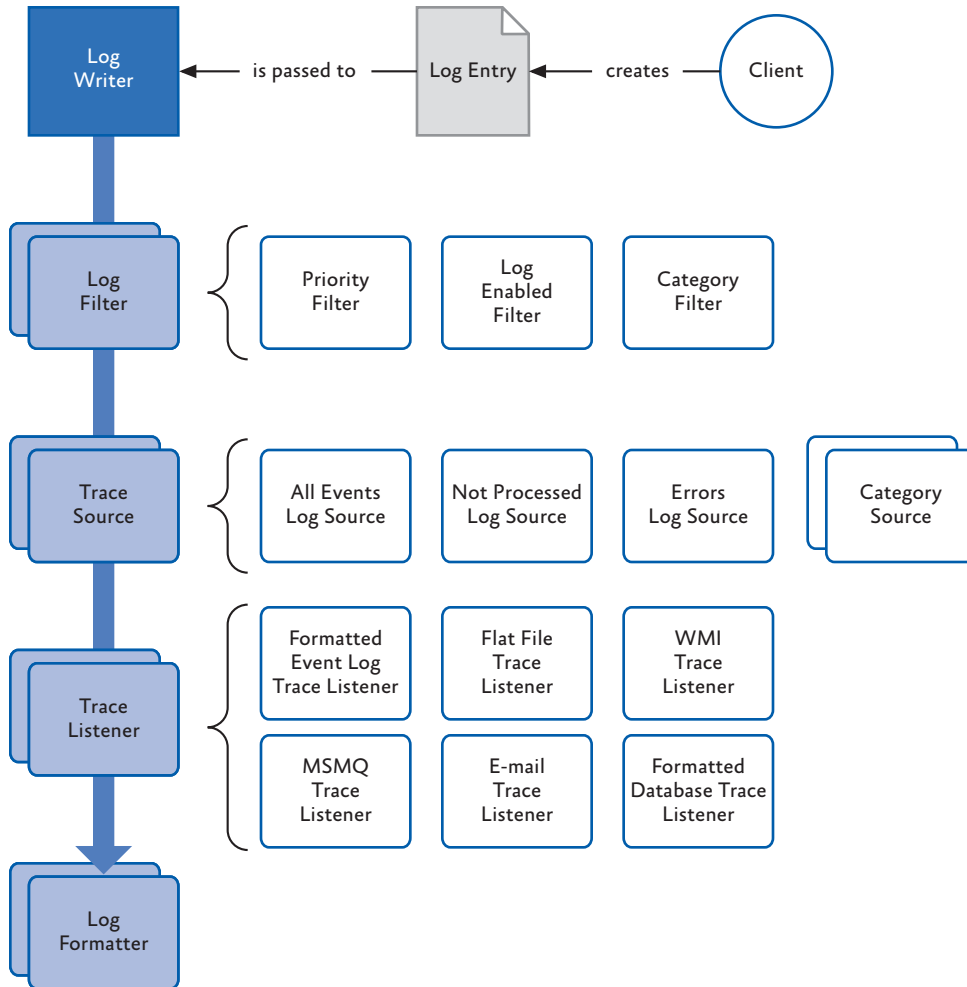 Log
Writer
is passed to
Log Entry
creates
Client
Log
Filter
Priority
Filter
Log
Enabled
Filter
Category
Filter
Trace
Source
All Events
Log Source
Not Processed
Log Source
Errors
Log Source
Category
Source
Trace
Listener
Formatted
Event Log
Trace Listener
Flat File
Trace
Listener
WMI
Trace
Listener
MSMQ
Trace
Listener
E-mail
Trace
Listener
Formatted
Database Trace
Listener
Log
Formatter